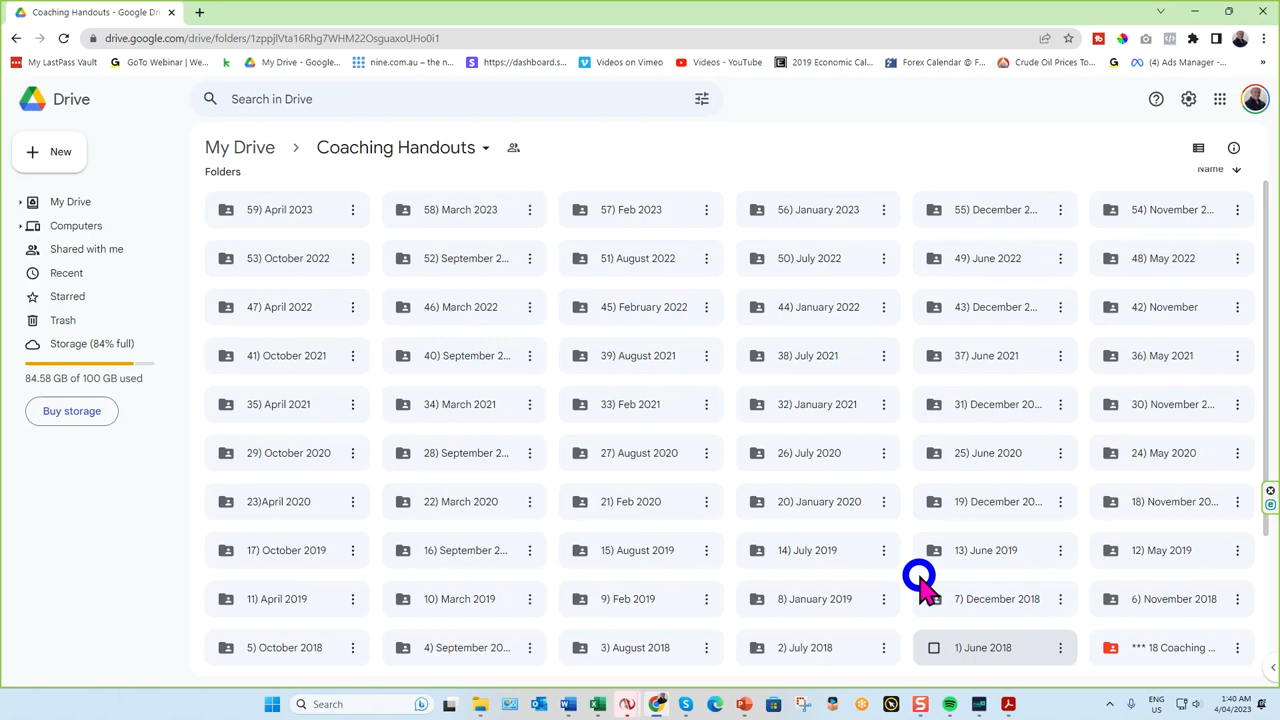 Coaching Handouts - Google Dri
drive.google.com/drive/folders/1zppjIVta16Rhg7WHM22OsguaxoUHo0i1
My LastPass Vault
GoTo Webinar | We...
My Drive - Google...
nine.com.au – the n...
https://dashboard.s...
Videos on Vimeo
Videos - YouTube
2019 Economic Cal...
Forex Calendar @ F...
Crude Oil Prices To...
(4) Ads Manager -...
Drive
Search in Drive
New
My Drive
Coaching Handouts
Folders
Name
My Drive
Computers
Shared with me
Recent
Starred
Trash
Storage (84% full)
84.58 GB of 100 GB used
Buy storage
59) April 2023
58) March 2023
57) Feb 2023
56) January 2023
55) December 2...
54) November 2...
53) October 2022
52) September 2...
51) August 2022
50) July 2022
49) June 2022
48) May 2022
47) April 2022
46) March 2022
45) February 2022
44) January 2022
43) December 2...
42) November
41) October 2021
40) September 2...
39) August 2021
38) July 2021
37) June 2021
36) May 2021
35) April 2021
34) March 2021
33) Feb 2021
32) January 2021
31) December 20...
30) November 2...
29) October 2020
28) September 2...
27) August 2020
26) July 2020
25) June 2020
24) May 2020
23)April 2020
22) March 2020
21) Feb 2020
20) January 2020
19) December 20...
18) November 20...
17) October 2019
16) September 2...
15) August 2019
14) July 2019
13) June 2019
12) May 2019
11) April 2019
10) March 2019
9) Feb 2019
8) January 2019
7) December 2018
6) November 2018
5) October 2018
4) September 20...
3) August 2018
2) July 2018
1) June 2018
*** 18 Coaching ...
Search
ENG
US
1:40 AM
4/04/2023